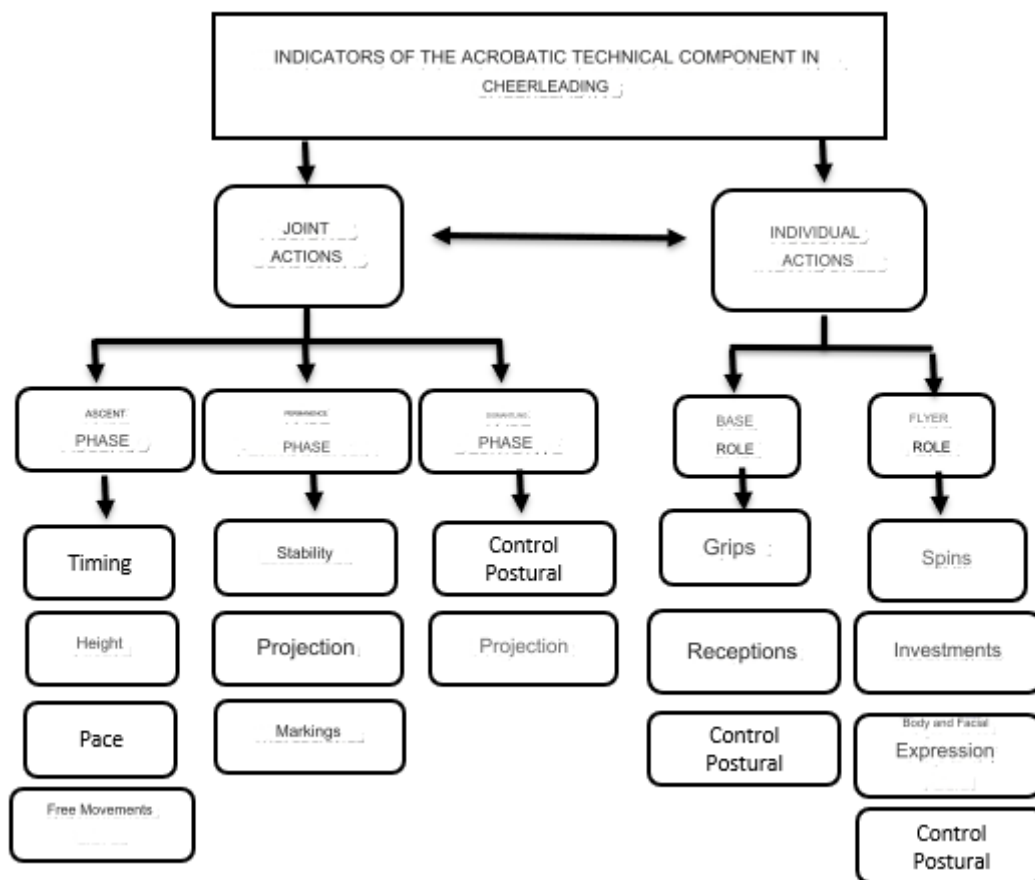 INDICATORS OF THE ACROBATIC TECHNICAL COMPONENT IN
CHEERLEADING
JOINT
ACTIONS
INDIVIDUAL
ACTIONS
ASCENT
PHASE
PERMANENCE
PHASE
DISMANTLING
PHASE
BASE
ROLE
FLYER
ROLE
Timing
Height
Pace
Free Movements
Stability
Projection
Markings
Control
Postural
Projection
Grips
Receptions
Control
Postural
Spins
Investments
Body and Facial
Expression
Control
Postural